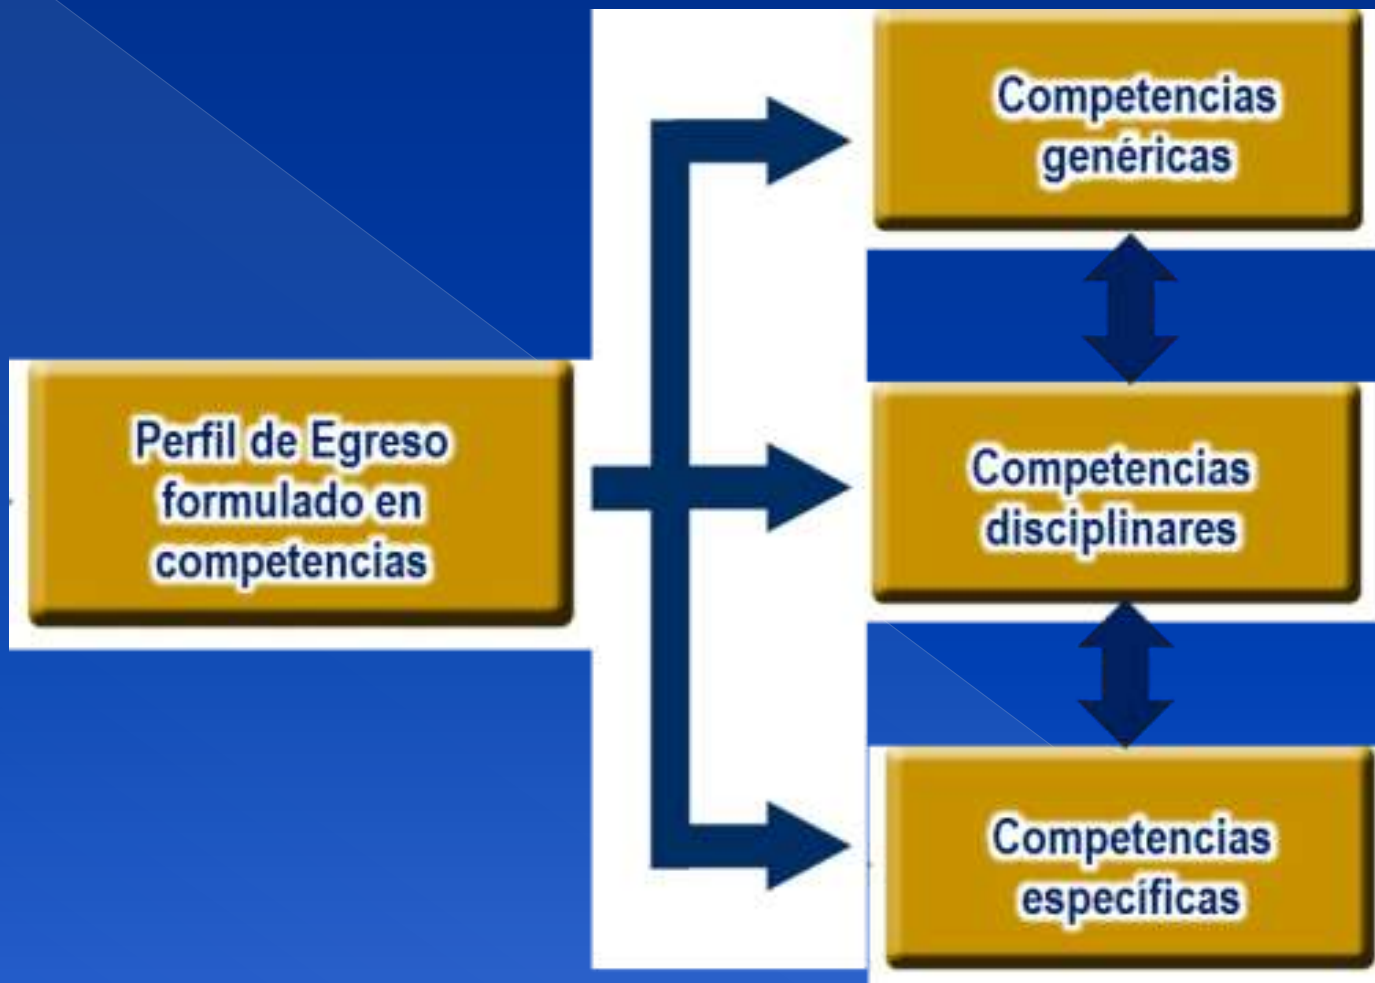 Competencias
genéricas
Perfil de Egreso
formulado en
competencias
Competencias
disciplinares
Competencias
específicas